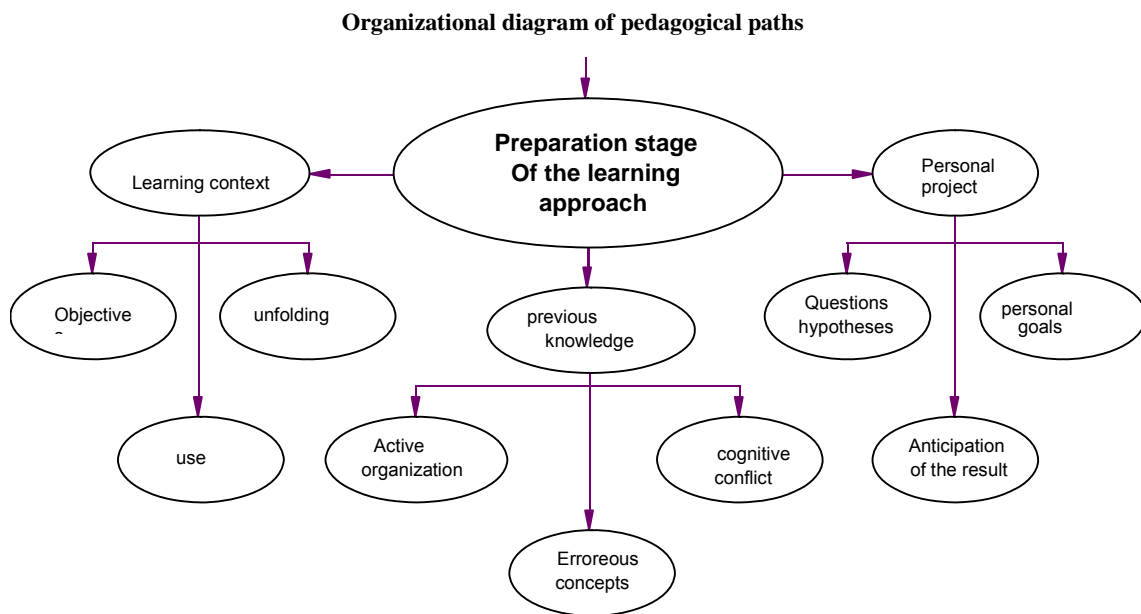 Organizational diagram of pedagogical paths
Preparation stage
Of the learning
approach
Learning context
Personal
project
Objective
unfolding
previous
knowledge
Questions
hypotheses
personal
goals
use
Active
organization
cognitive
conflict
Anticipation
of the result
Erroreous
concepts